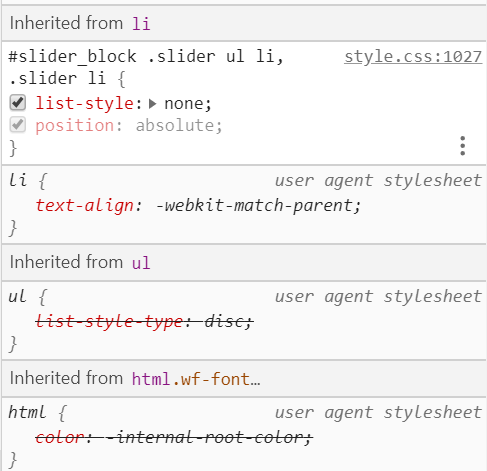 Inherited from li
#slider_block .slider ul li, style.css:1027
.slider li {
list-style: none;
position: absolute;
}
li { user agent stylesheet
text-align: -webkit-match-parent;
}
Inherited from ul
ul { user agent stylesheet
list-style-type: disc;
}
Inherited from html.wf-font…
html { user agent stylesheet
color: -internal-root-color;
}